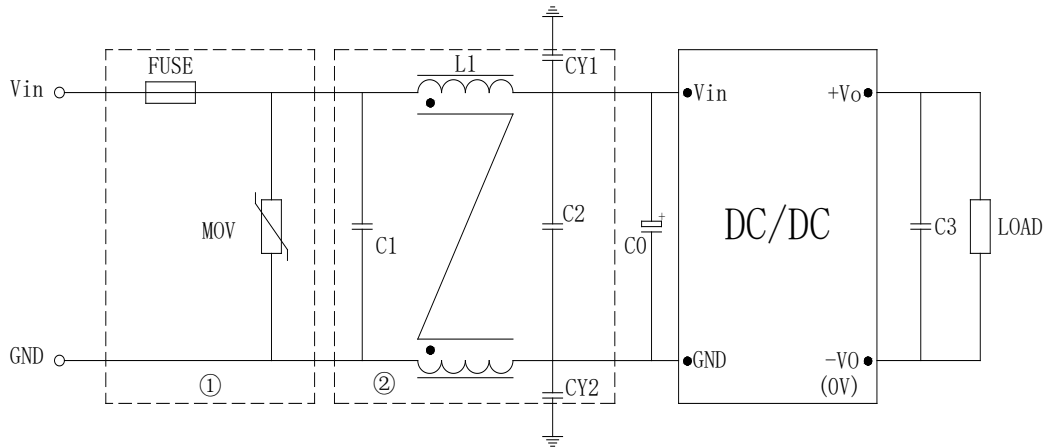 FUSE
L1
CY1
Vin
Vin
+Vo
MOV
C1
C2
+
C0
DC/DC
C3
LOAD
GND
GND
-VO
(0V)
①
②
CY2